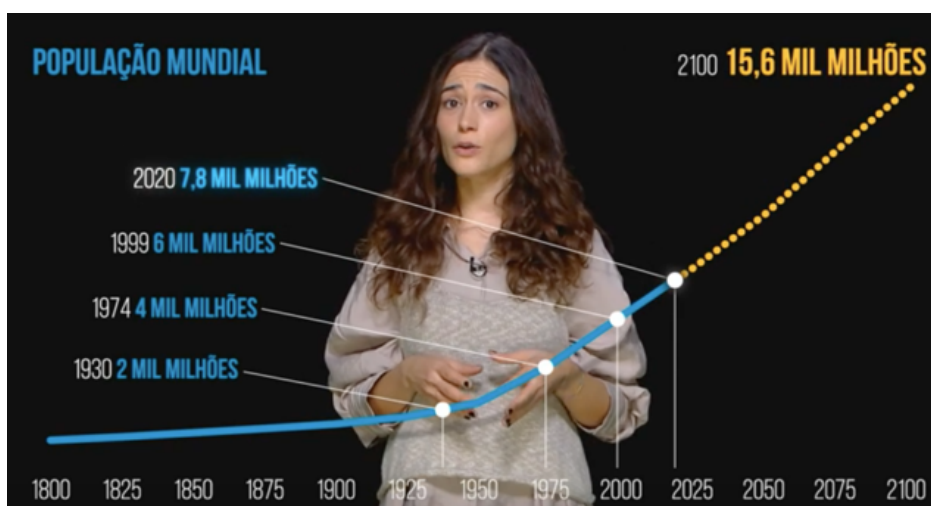 POPULAÇÃO MUNDIAL
2100 15,6 MIL MILHÕES
2020 7,8 MIL MILHÕES
1999 6 MIL MILHÕES
1974 4 MIL MILHÕES
1930 2 MIL MILHÕES
1800 1825 1850 1875 1900 1925 1950 1975 2000 2025 2050 2075 2100